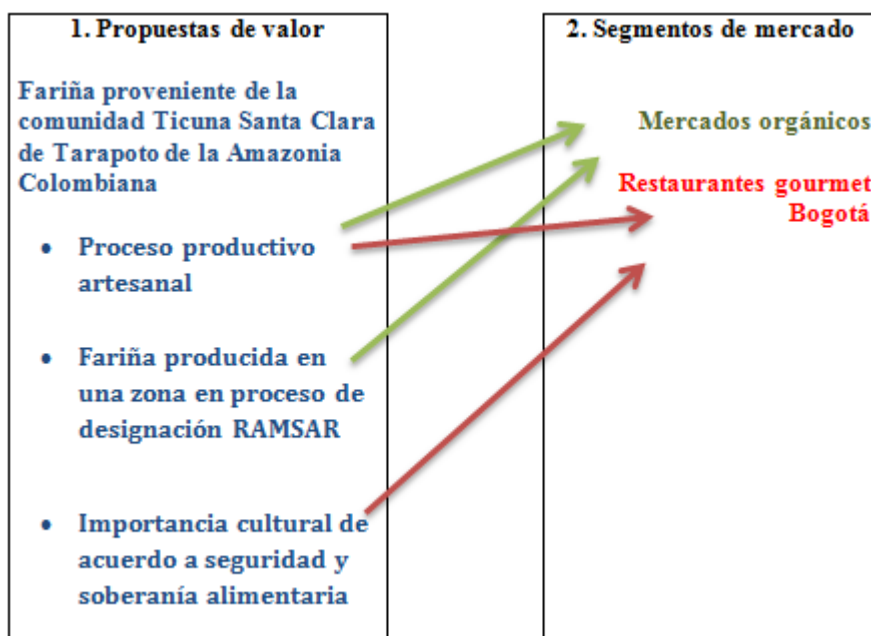 1. Propuestas de valor
Fariña proveniente de la
comunidad Ticuna Santa Clara
de Tarapoto de la Amazonia
Colombiana
• Proceso productivo
artesanal
• Fariña producida en
una zona en proceso de
designación RAMSAR
• Importancia cultural de
acuerdo a seguridad y
soberanía alimentaria
2. Segmentos de mercado
Mercados orgánicos
Restaurantes gourmet
Bogotá